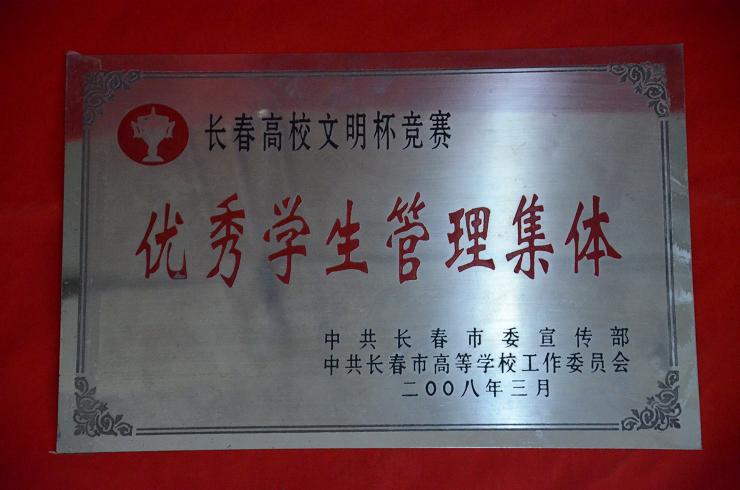 长春高校文明杯竞赛
优秀学生管理集体
中共长春市委宣传部
中共长春市高等学校工作委员会
二〇〇八年三月